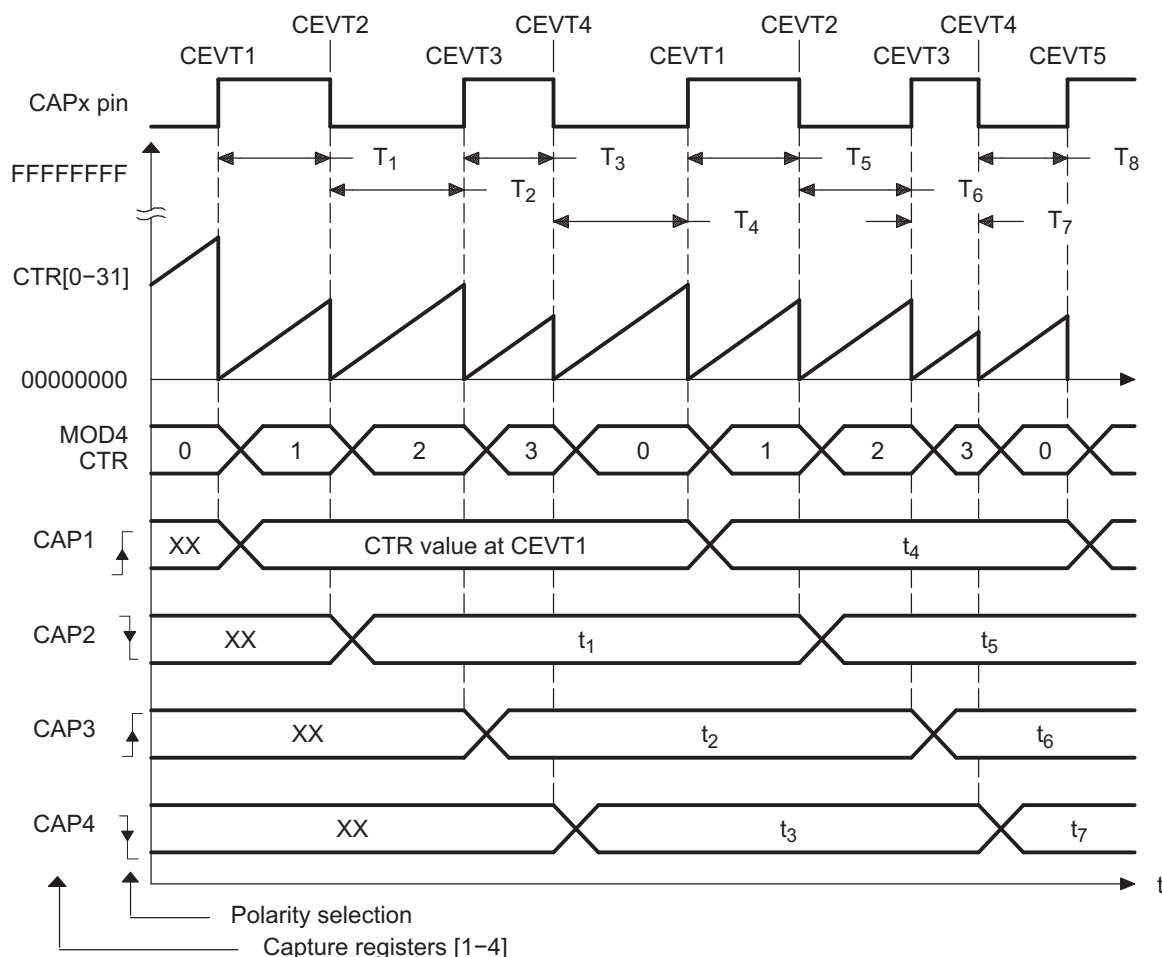 CEVT2 CEVT4 CEVT2 CEVT4
CEVT1 CEVT3 CEVT1 CEVT3 CEVT5
CAPx pin
T1 T3 T5 T8
FFFFFFFF
T2 T6
T4 T7
CTR[0−31]
00000000
MOD4
CTR
0 1 2 3 0 1 2 3 0
CAP1 XX CTR value at CEVT1 t4
CAP2 XX t1 t5
CAP3 XX t2 t6
CAP4 XX t3 t7
t
Polarity selection
Capture registers [1−4]